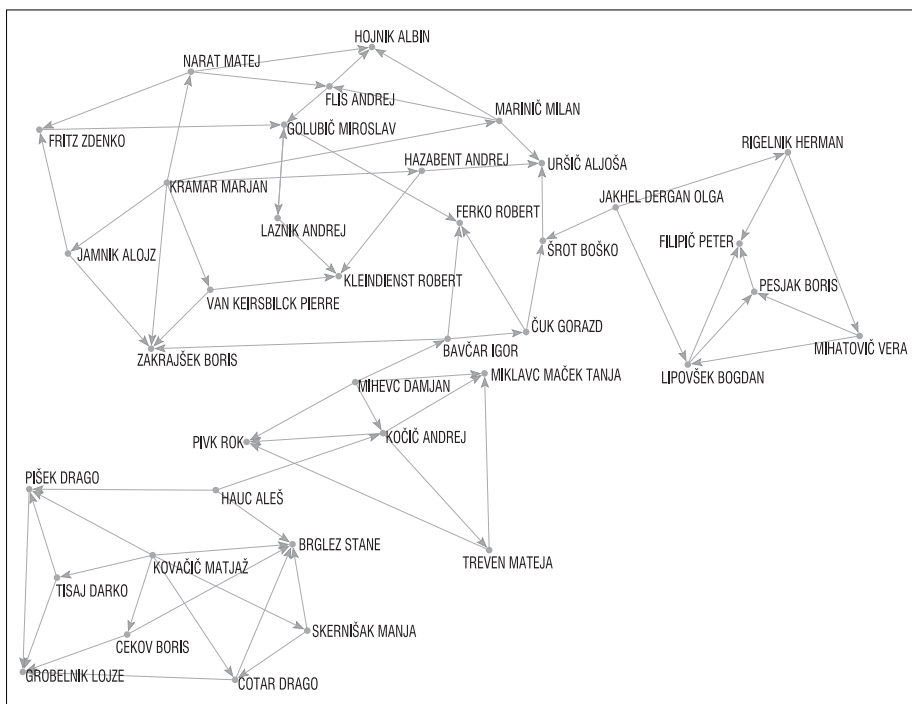 HOJNIK ALBIN
NARAT MATEJ
FLIS ANDREJ
MARINIČ MILAN
GOLUBIČ MIROSLAV
FRITZ ZDENKO
RIGELNIK HERMAN
HAZABENT ANDREJ
URŠIČ ALJOŠA
KRAMAR MARJAN
JAKHEL DERGAN OLGA
FERKO ROBERT
LAZNIK ANDREJ
FILIPIČ PETER
ŠROT BOŠKO
JAMNIK ALOJZ
KLEINDIENST ROBERT
PESJAK BORIS
VAN KEIRSBILCK PIERRE
ČUK GORAZD
BAVČAR IGOR
MIHATOVIČ VERA
ZAKRAJŠEK BORIS
MIKLAVC MAČEK TANJA
LIPOVŠEK BOGDAN
MIHEVC DAMJAN
KOČIČ ANDREJ
PIVK ROK
PIŠEK DRAGO
HAUC ALEŠ
BRGLEZ STANE
TREVEN MATEJA
KOVAČIČ MATJAŽ
TISAJ DARKO
SKERNIŠAK MANJA
CEKOV BORIS
GROBELNIK LOJZE
COTAR DRAGO